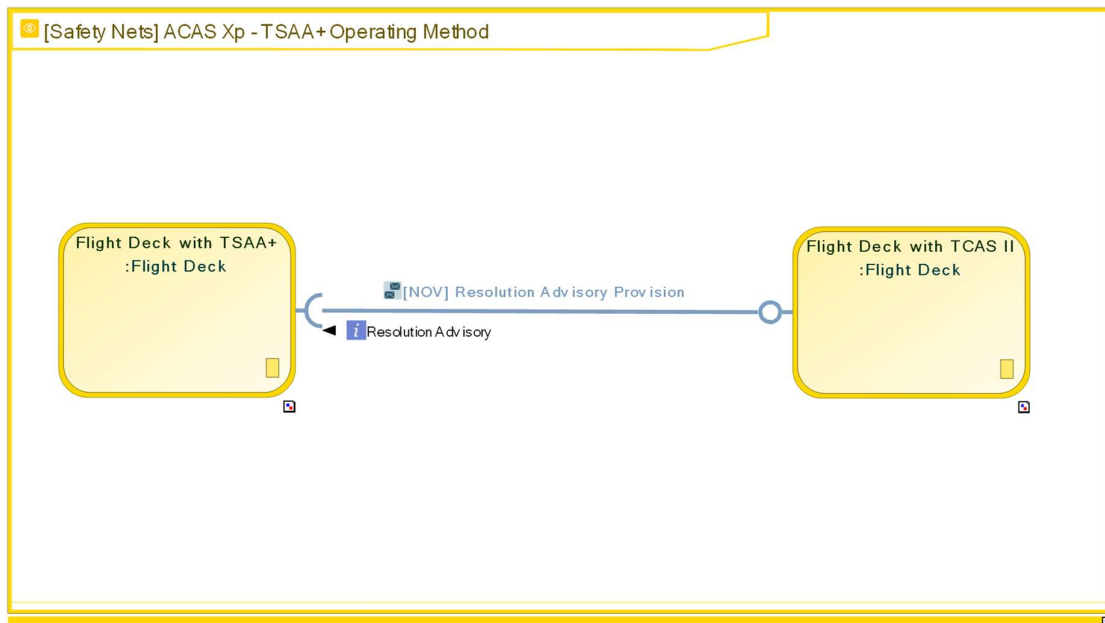 [Safety Nets] ACAS Xp - TSAA+ Operating Method
Flight Deck with TSAA+
:Flight Deck
Flight Deck with TCAS II
:Flight Deck
[NOV] Resolution Advisory Provision
i Resolution Advisory